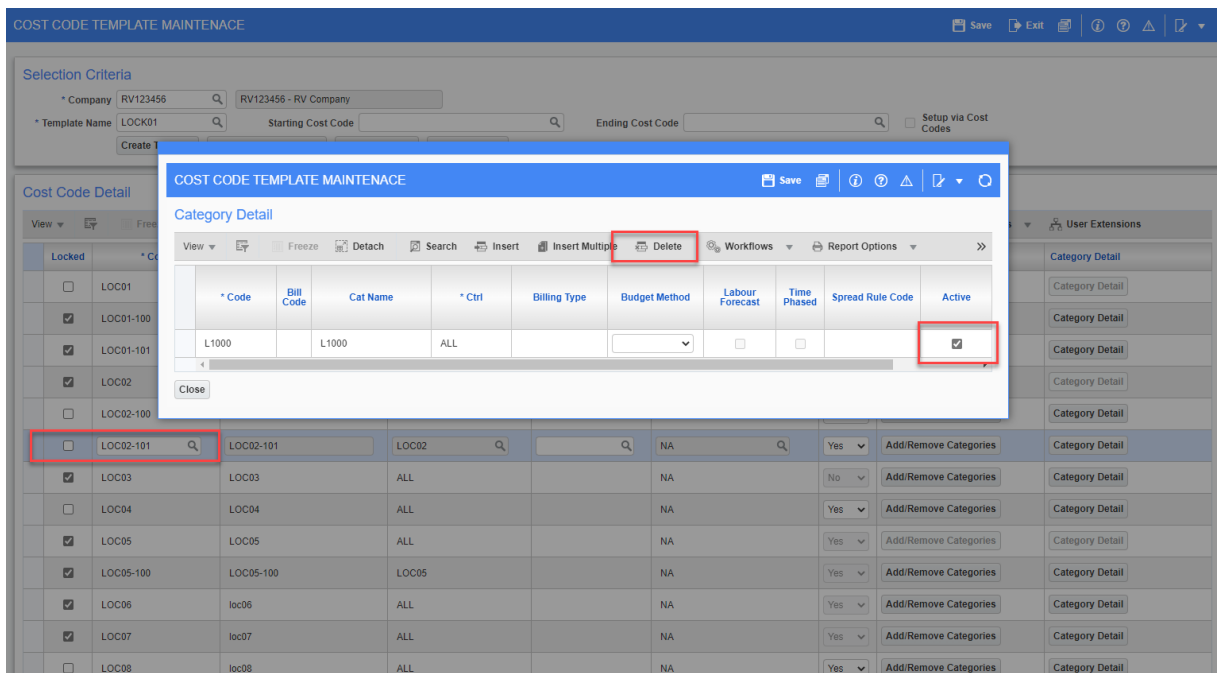 COST CODE TEMPLATE MAINTENACE Save Exit
Selection Criteria
* Company RV123456 RV123456 - RV Company
* Template Name LOCK01 Starting Cost Code Ending Cost Code Setup via Cost Codes
Create
COST CODE TEMPLATE MAINTENACE Save
Category Detail
View Freeze Detach Search Insert Insert Multiple Delete Workflows Report Options
* Code Bill Code Cat Name * Ctrl Billing Type Budget Method Labour Forecast Time Phased Spread Rule Code Active
L1000 L1000 ALL
Close
Cost Code Detail
View User Extensions
Locked Category Detail
LOC01 Category Detail
LOC01-100 Category Detail
LOC01-101 Category Detail
LOC02 Category Detail
LOC02-100 Category Detail
LOC02-101 LOC02-101 LOC02 NA Yes Add/Remove Categories Category Detail
LOC03 LOC03 ALL NA No Add/Remove Categories Category Detail
LOC04 LOC04 ALL NA Yes Add/Remove Categories Category Detail
LOC05 LOC05 ALL NA Yes Add/Remove Categories Category Detail
LOC05-100 LOC05-100 LOC05 NA Yes Add/Remove Categories Category Detail
LOC06 loc06 ALL NA Yes Add/Remove Categories Category Detail
LOC07 loc07 ALL NA Yes Add/Remove Categories Category Detail
LOC08 loc08 ALL NA Yes Add/Remove Categories Category Detail